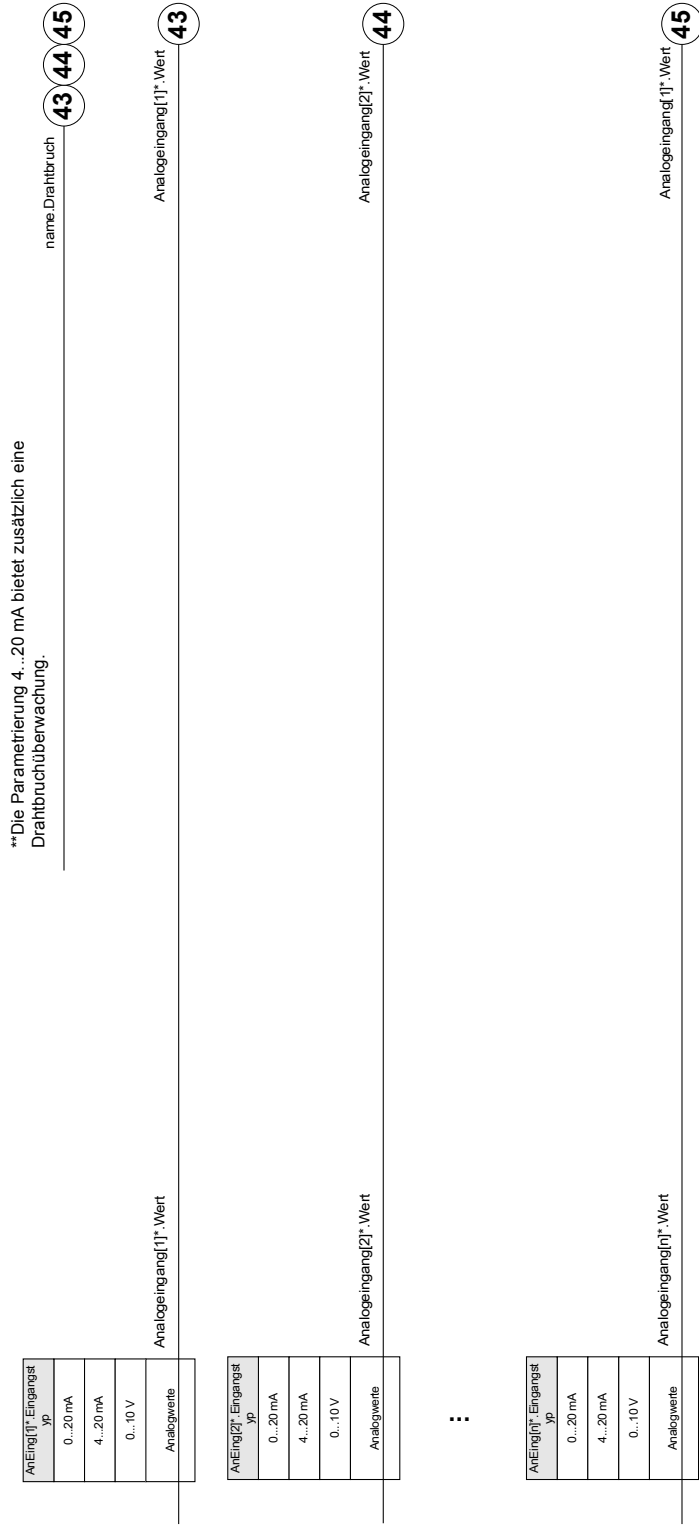 **Die Parametrierung 4...20 mA bietet zusätzlich eine
Drahtbruchüberwachung.
name.Drahtbruch
43 44 45
AnEing[1]*.Eingangst
yp
0...20 mA
4...20 mA
0...10 V
Analogwerte
Analogeingang[1]*.Wert
Analogeingang[1]*.Wert
43
AnEing[2]*.Eingangst
yp
0...20 mA
4...20 mA
0...10 V
Analogwerte
Analogeingang[2]*.Wert
Analogeingang[2]*.Wert
44
...
AnEing[n]*.Eingangst
yp
0...20 mA
4...20 mA
0...10 V
Analogwerte
Analogeingang[n]*.Wert
Analogeingang[1]*.Wert
45